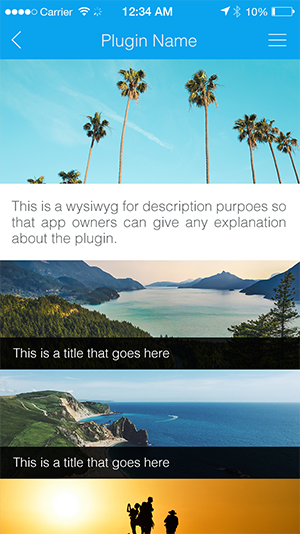 Carrier 12:34 AM 10%
Plugin Name
This is a wysiwyg for description purpoes so
that app owners can give any explanation
about the plugin.
This is a title that goes here
This is a title that goes here